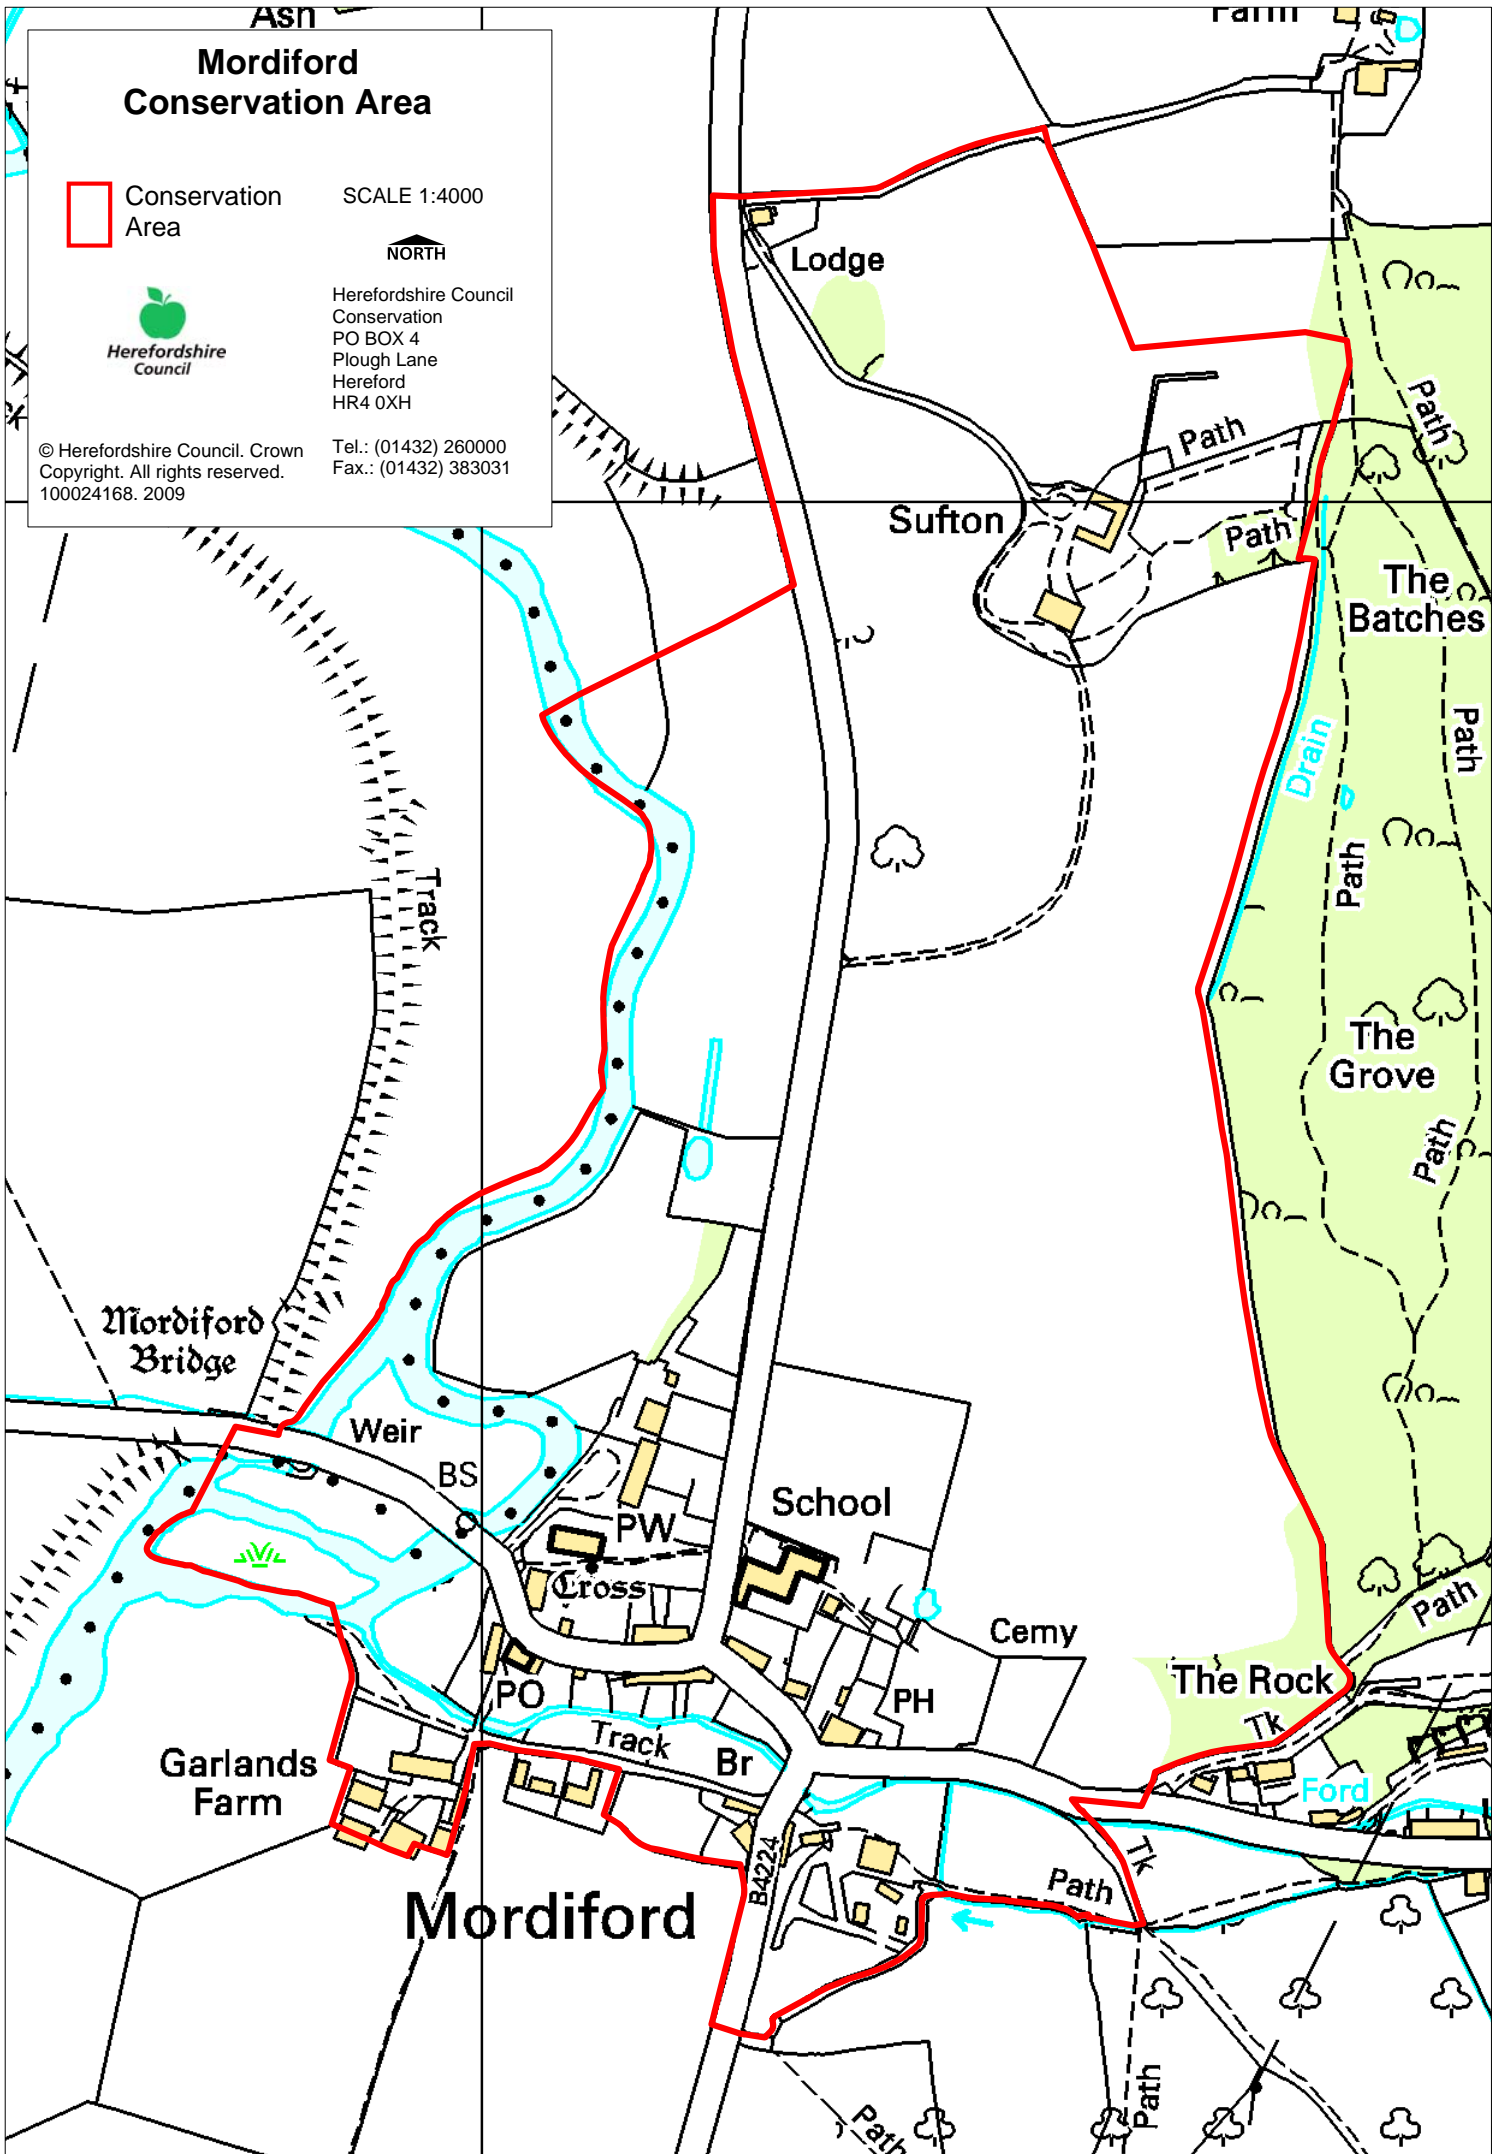 Ash
Farm
Mordiford
Conservation Area
Conservation
Area
SCALE 1:4000
NORTH
Herefordshire
Council
Herefordshire Council
Conservation
PO BOX 4
Plough Lane
Hereford
HR4 0XH
Tel.: (01432) 260000
Fax.: (01432) 383031
© Herefordshire Council. Crown
Copyright. All rights reserved.
100024168. 2009
Lodge
Path
Path
Sufton
Path
The
Batches
Path
Drain
Path
Track
The
Grove
Path
Mordiford
Bridge
Weir
BS
School
PW
Cross
Path
Cemy
The Rock
PO
PH
Tk
Track
Br
Garlands
Farm
Ford
Tk
B4224
Path
Mordiford
Path
Path